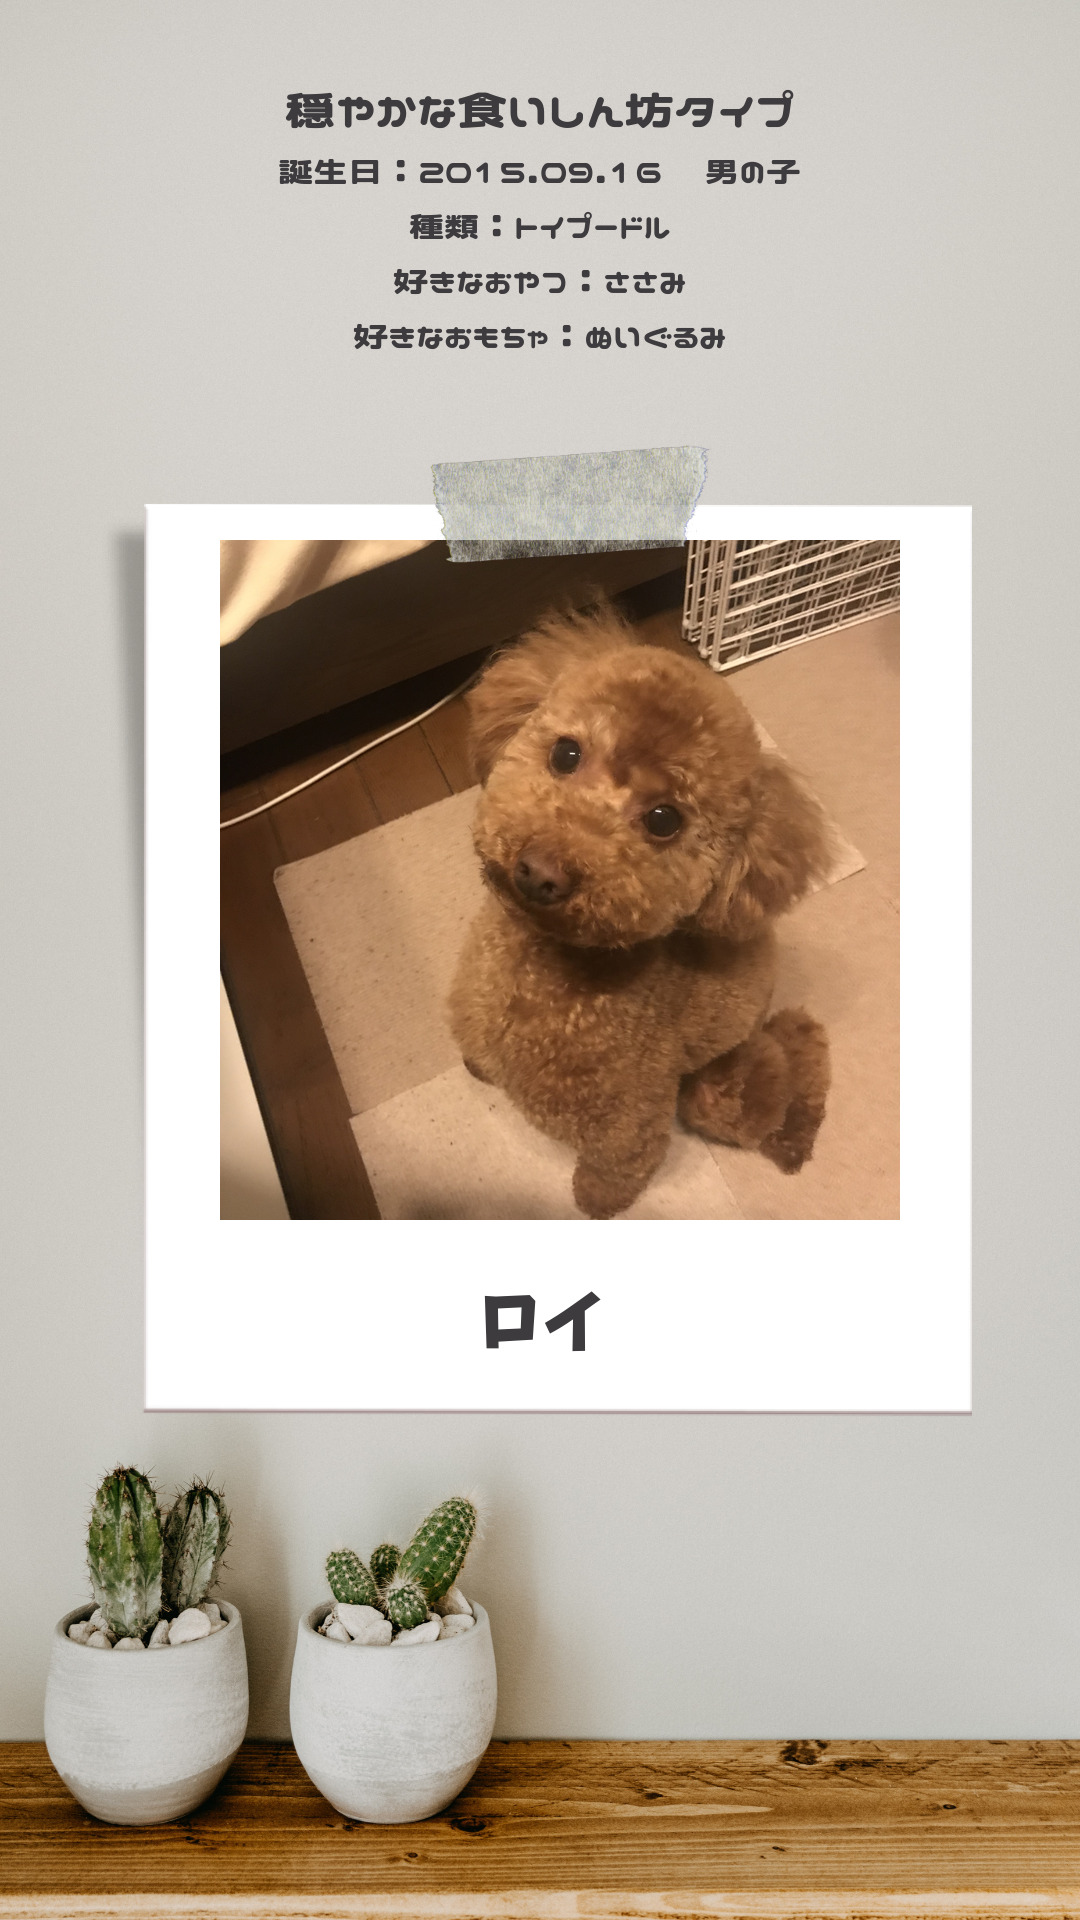 穏やかな食いしん坊タイプ
誕生日：2015.09.16　男の子
種類：トイプードル
好きなおやつ：ささみ
好きなおもちゃ：ぬいぐるみ
ロイ